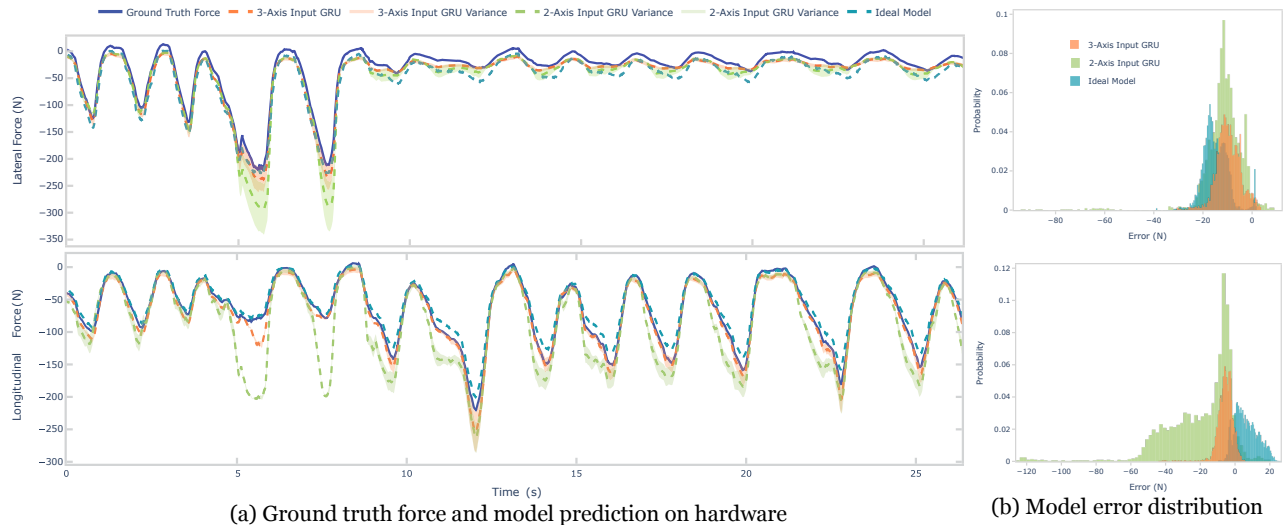 Ground Truth Force 3-Axis Input GRU 3-Axis Input GRU Variance 2-Axis Input GRU Variance 2-Axis Input GRU Variance Ideal Model
Lateral Force (N)
0
−50
−100
−150
−200
−250
−300
−350
Longitudinal Force (N)
0
−50
−100
−150
−200
−250
−300
0 5 10 15 20 25
Time (s)
(a) Ground truth force and model prediction on hardware
Probability
0.1
0.08
0.06
0.04
0.02
0
3-Axis Input GRU
2-Axis Input GRU
Ideal Model
−80 −60 −40 −20 0
Error (N)
Probability
0.12
0.1
0.08
0.06
0.04
0.02
0
−120 −100 −80 −60 −40 −20 0 20
Error (N)
(b) Model error distribution